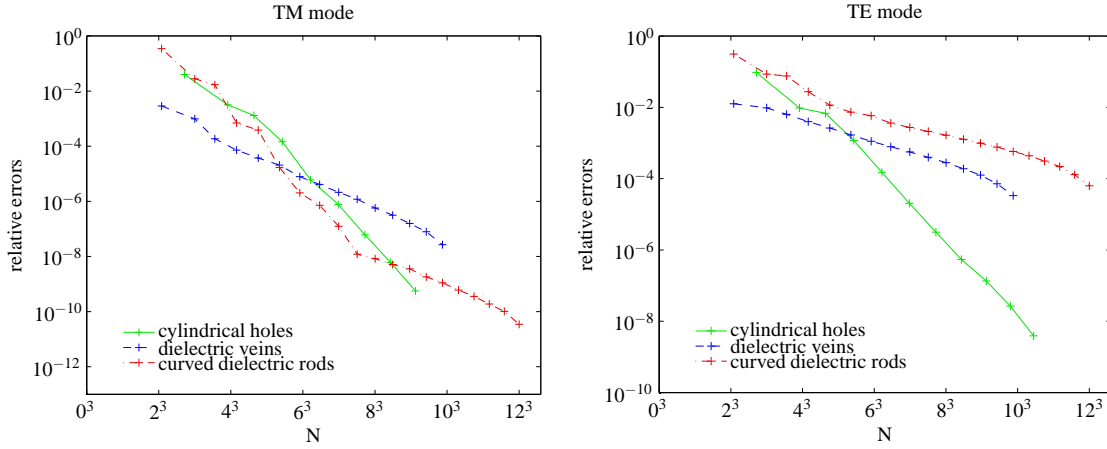 TM mode
10^0
10^-2
10^-4
10^-6
10^-8
10^-10
10^-12
relative errors
cylindrical holes
dielectric veins
curved dielectric rods
0^3 2^3 4^3 6^3 8^3 10^3 12^3
N
TE mode
10^0
10^-2
10^-4
10^-6
10^-8
10^-10
relative errors
cylindrical holes
dielectric veins
curved dielectric rods
0^3 2^3 4^3 6^3 8^3 10^3 12^3
N